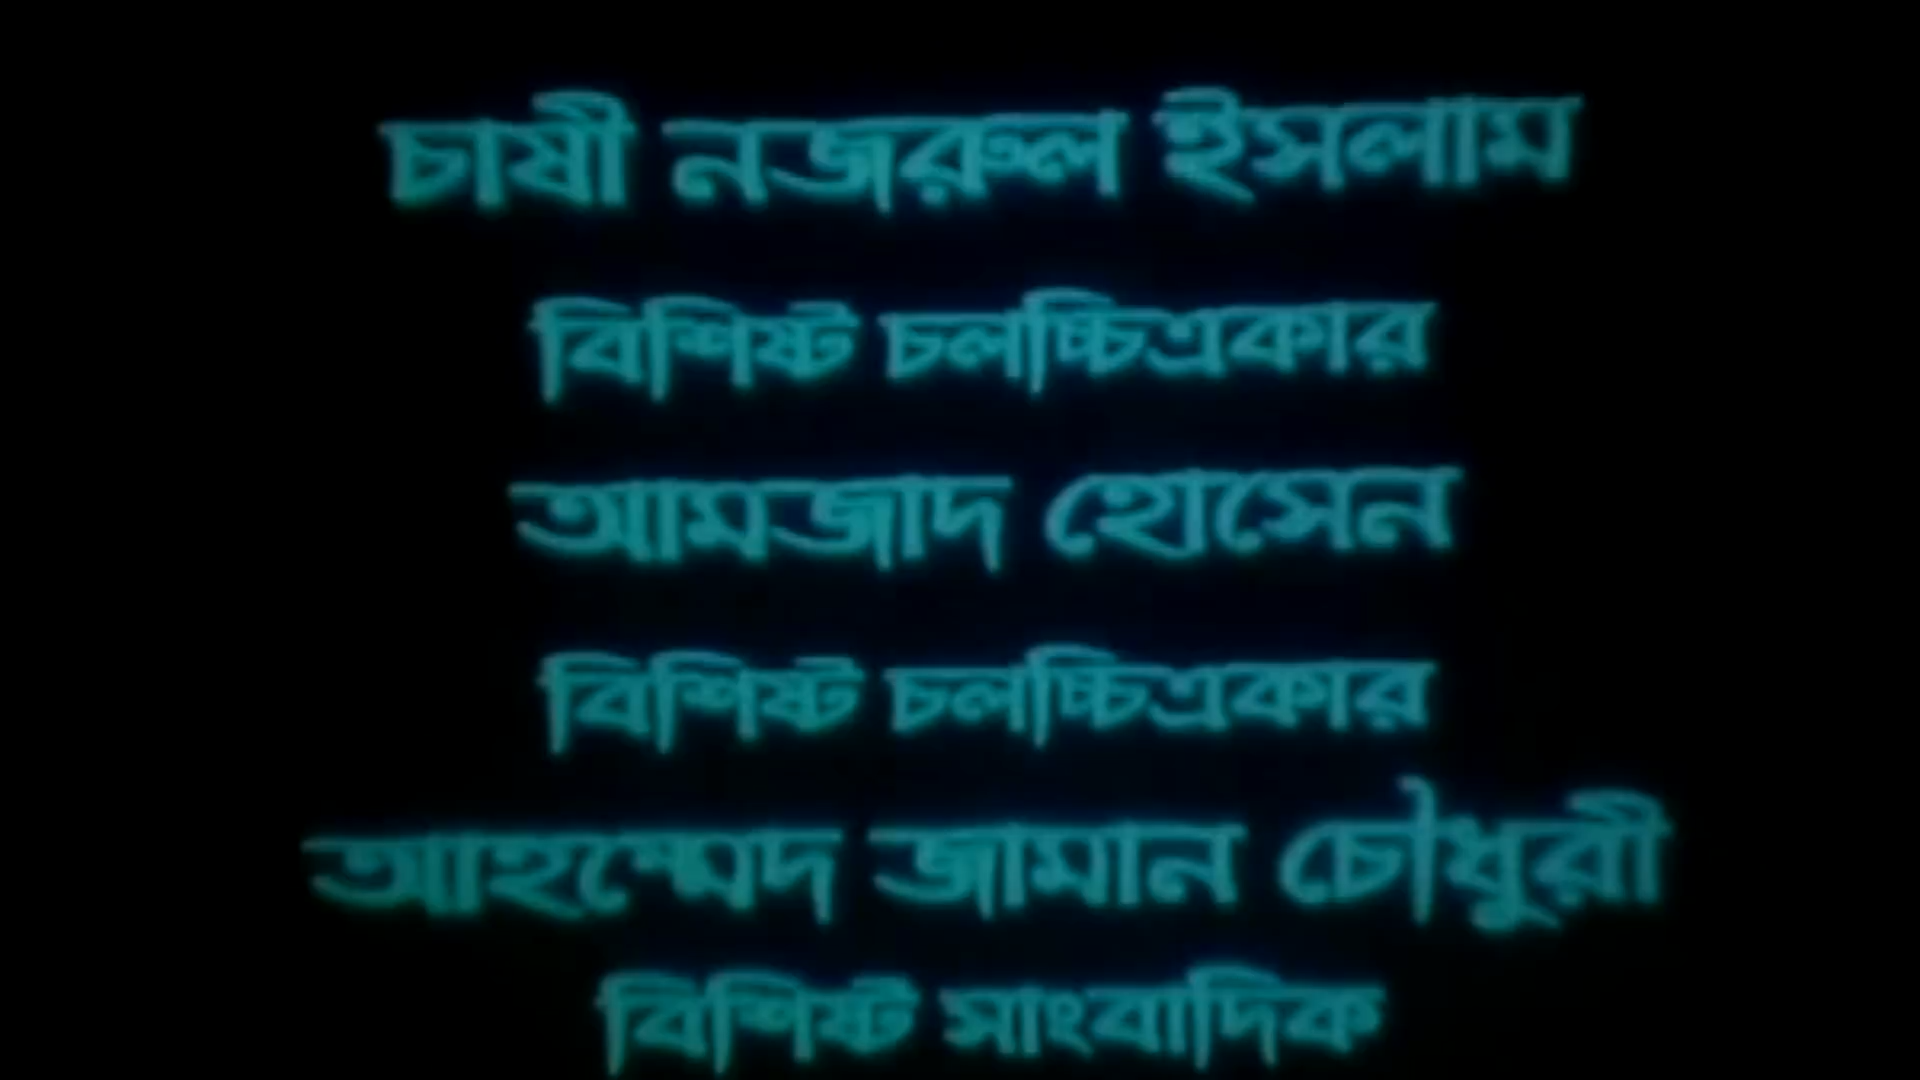 চাষী নজরুল ইসলাম
বিশিষ্ট চলচ্চিত্রকার
আমজাদ হোসেন
বিশিষ্ট চলচ্চিত্রকার
আহম্মেদ জামান চৌধুরী
বিশিষ্ট সাংবাদিক